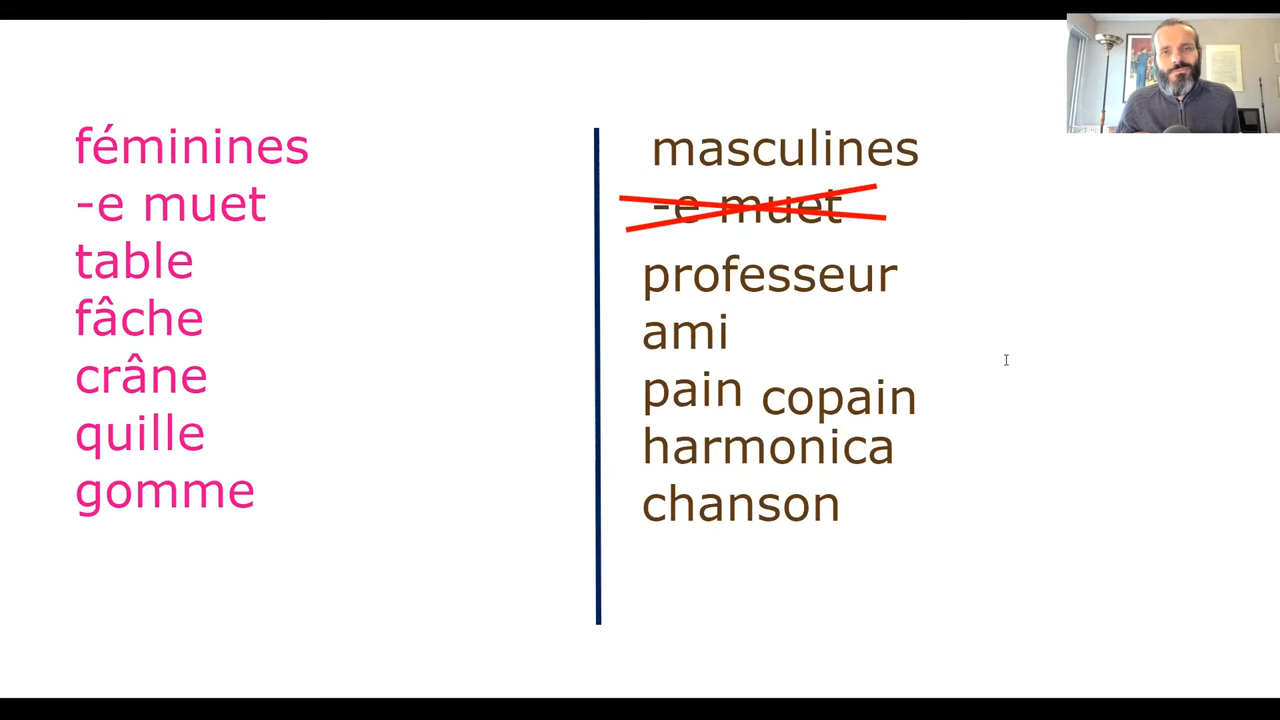 féminines
-e muet
table
fâche
crâne
quille
gomme
masculines
-e muet
professeur
ami
pain copain
harmonica
chanson